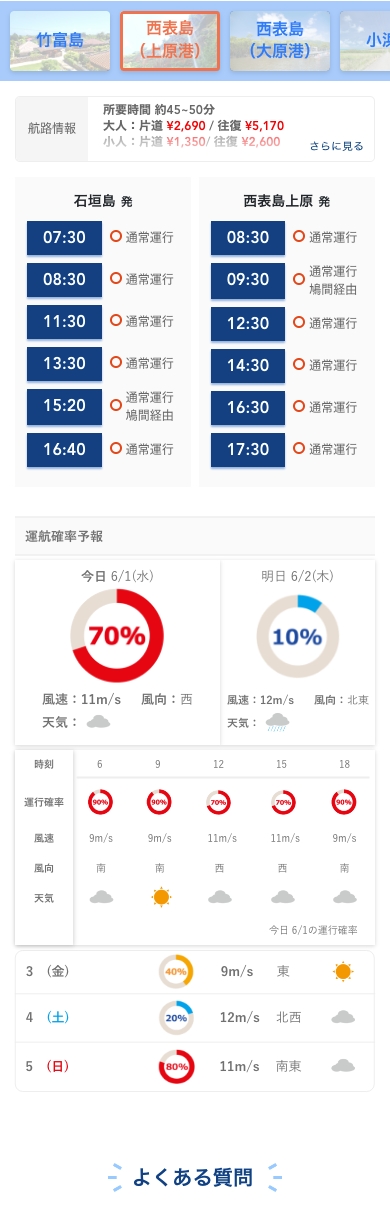 竹富島
西表島
(上原港)
西表島
(大原港)
小浜
航路情報
所要時間 約45~50分
大人：片道 ¥2,690 / 往復 ¥5,170
小人：片道 ¥1,350/ 往復 ¥2,600
さらに見る
石垣島 発
07:30 通常運行
08:30 通常運行
11:30 通常運行
13:30 通常運行
15:20 通常運行
鳩間経由
16:40 通常運行
西表島上原 発
08:30 通常運行
09:30 通常運行
鳩間経由
12:30 通常運行
14:30 通常運行
16:30 通常運行
17:30 通常運行
運航確率予報
今日 6/1(水)
70%
風速：11m/s 風向：西
天気：
明日 6/2(木)
10%
風速：12m/s 風向：北東
天気：
時刻 6 9 12 15 18
運行確率 90% 90% 70% 70% 90%
風速 9m/s 9m/s 11m/s 11m/s 9m/s
風向 南 南 西 西 南
天気
今日 6/1の運行確率
3 (金) 40% 9m/s 東
4 (土) 20% 12m/s 北西
5 (日) 80% 11m/s 南東
よくある質問